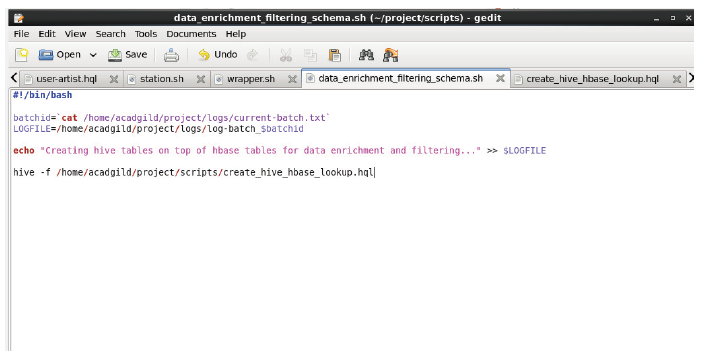 data_enrichment_filtering_schema.sh (~/project/scripts) - gedit
File Edit View Search Tools Documents Help
Open Save Undo
user-artist.hql station.sh wrapper.sh data_enrichment_filtering_schema.sh create_hive_hbase_lookup.hql
#!/bin/bash
batchid=`cat /home/acadgild/project/logs/current-batch.txt`
LOGFILE=/home/acadgild/project/logs/log-batch_$batchid
echo "Creating hive tables on top of hbase tables for data enrichment and filtering..." >> $LOGFILE
hive -f /home/acadgild/project/scripts/create_hive_hbase_lookup.hql